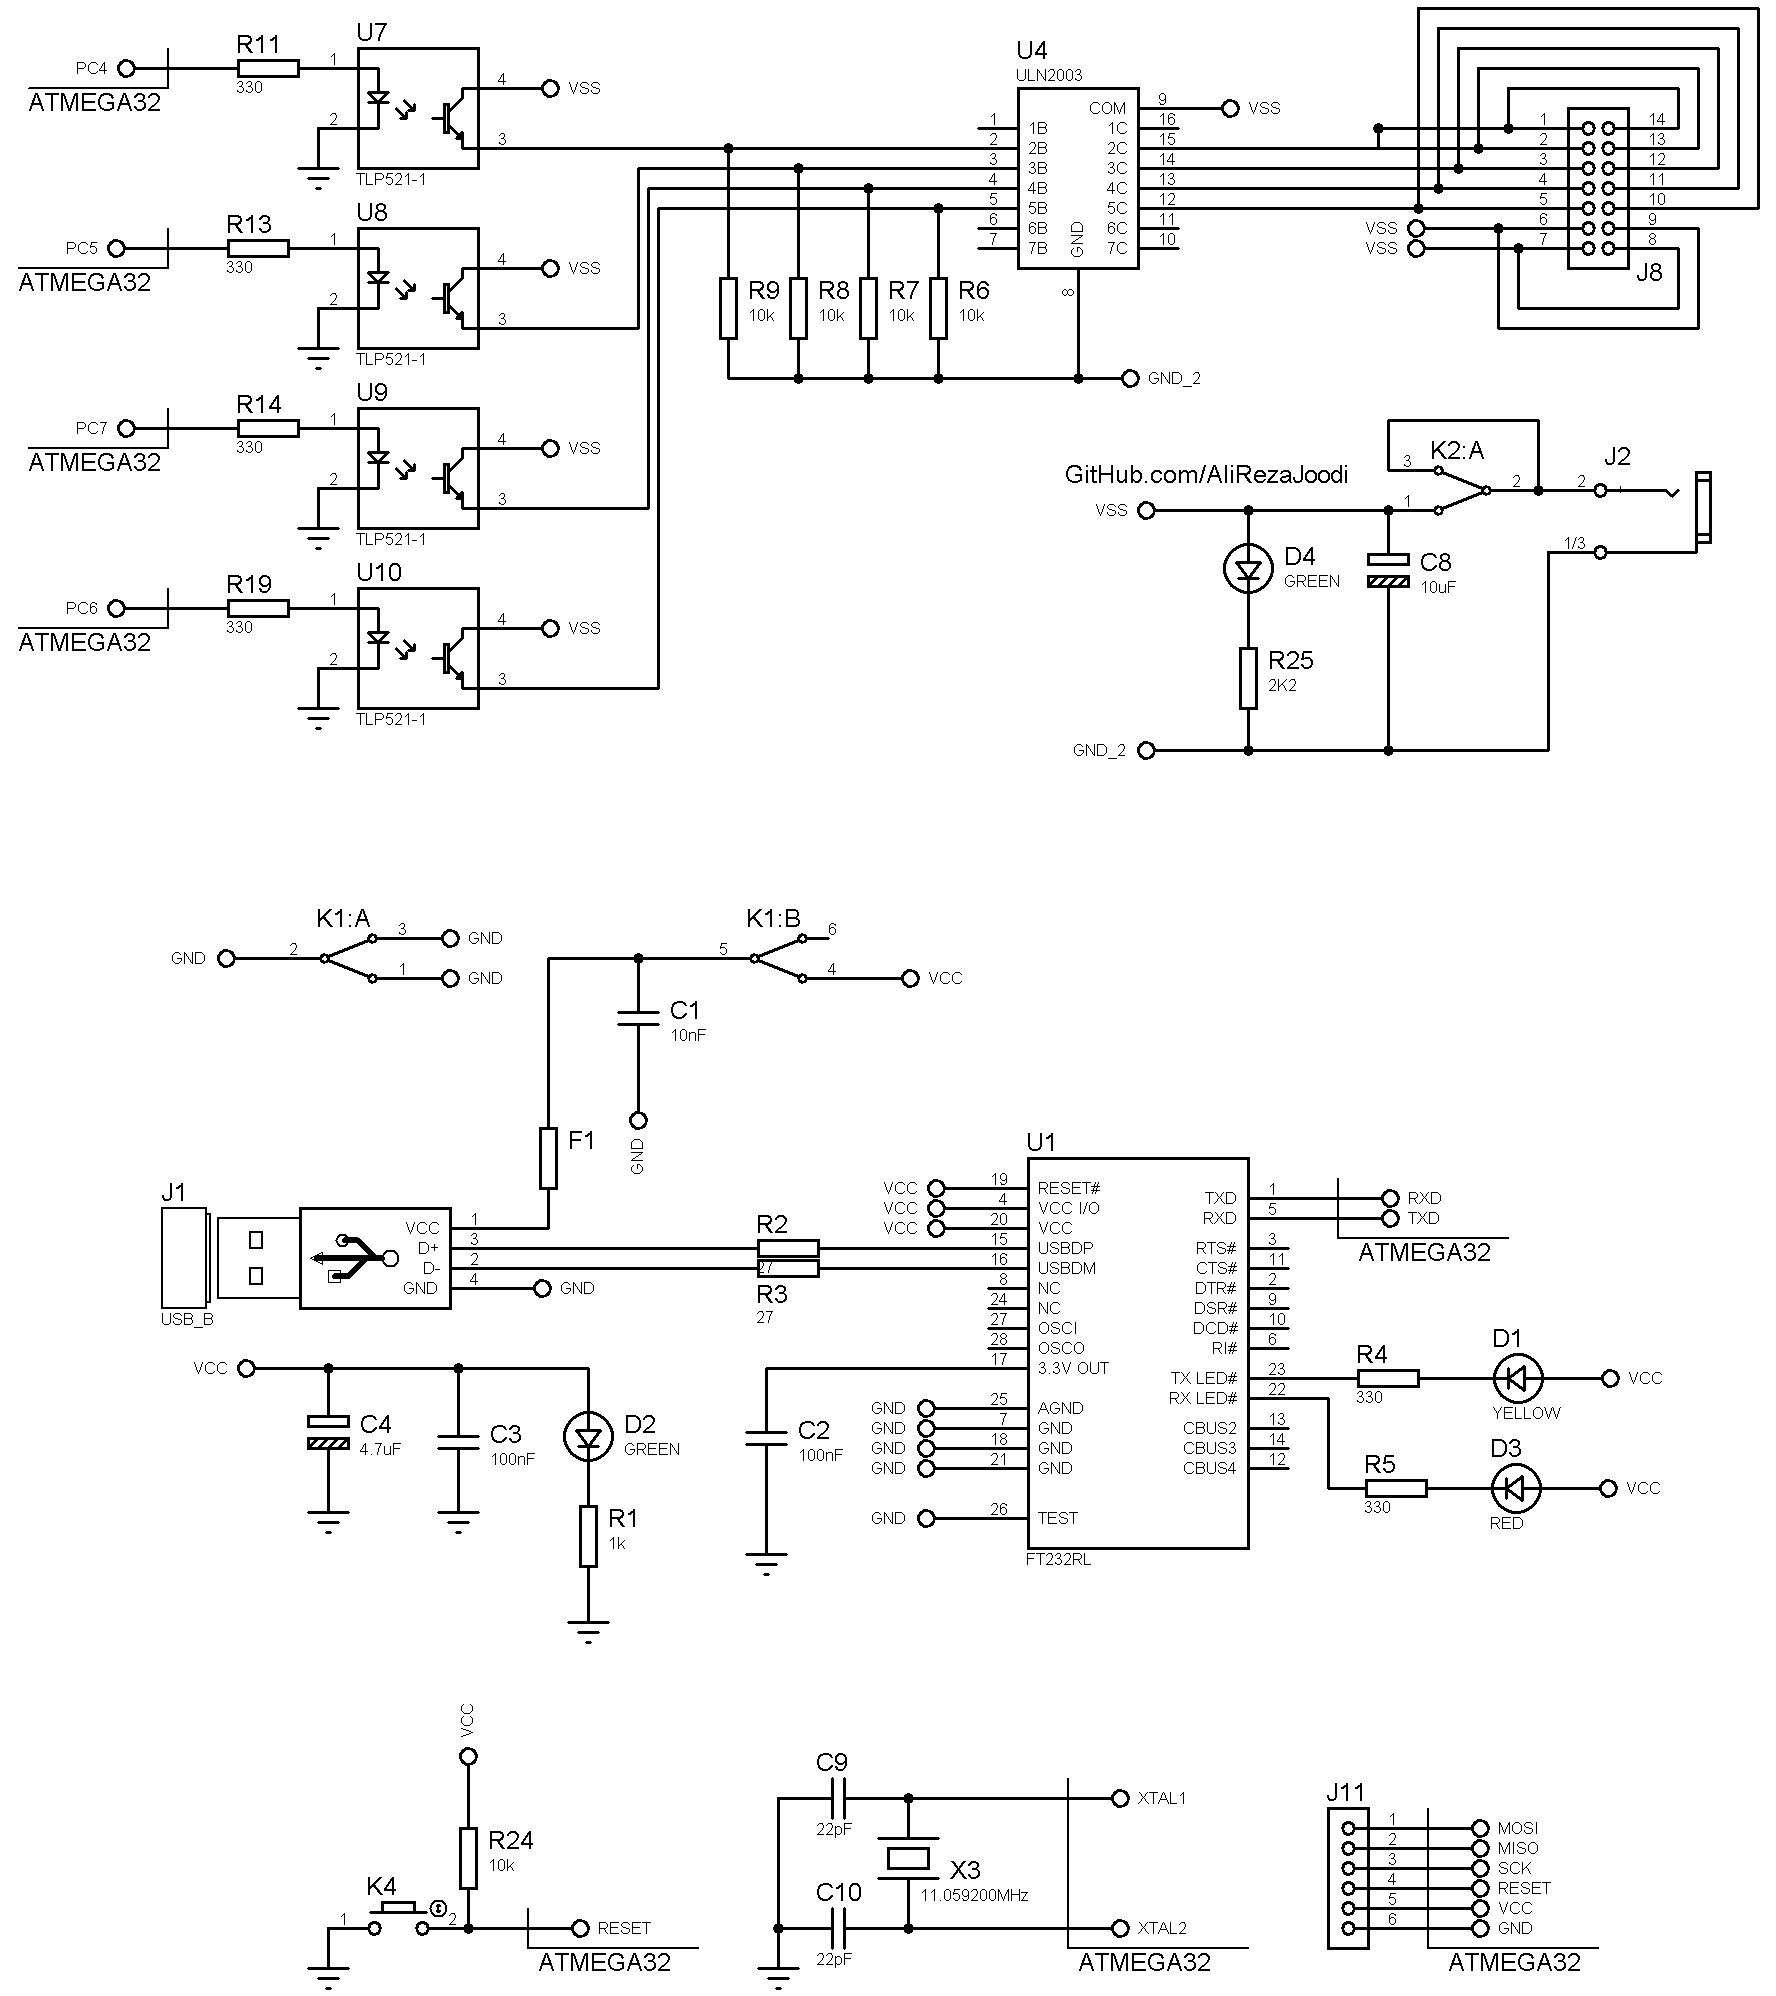 U7
R11
PC4
330
ATMEGA32
1
2
4
3
VSS
TLP521-1
U8
R13
PC5
330
ATMEGA32
1
2
4
3
VSS
TLP521-1
U9
R14
PC7
330
ATMEGA32
1
2
4
3
VSS
TLP521-1
U10
R19
PC6
330
ATMEGA32
1
2
4
3
VSS
TLP521-1
R9
10k
R8
10k
R7
10k
R6
10k
GND_2
U4
ULN2003
COM 9 VSS
1 1B 1C 16
2 2B 2C 15
3 3B 3C 14
4 4B 4C 13
5 5B 5C 12
6 6B 6C 11
7 7B 7C 10
GND
8
1 14
2 13
3 12
4 11
5 10
VSS 6 9
VSS 7 8
J8
GitHub.com/AliRezaJoodi
K2:A
3
1
2
J2
2
+
1/3
VSS
D4
GREEN
C8
10uF
R25
2K2
GND_2
K1:A
GND 2
3 GND
1 GND
K1:B
5
6
4 VCC
C1
10nF
GND
F1
J1
USB_B
VCC 1
D+ 3
D- 2
GND 4 GND
R2
27
R3
27
U1
FT232RL
VCC 19 RESET#
VCC 4 VCC I/O
VCC 20 VCC
15 USBDP
16 USBDM
8 NC
24 NC
27 OSCI
28 OSCO
17 3.3V OUT
GND 25 AGND
GND 7 GND
GND 18 GND
GND 21 GND
GND 26 TEST
TXD 1 RXD
RXD 5 TXD
ATMEGA32
RTS# 3
CTS# 11
DTR# 2
DSR# 9
DCD# 10
RI# 6
TX LED# 23
RX LED# 22
CBUS2 13
CBUS3 14
CBUS4 12
R4
330
D1
YELLOW
VCC
R5
330
D3
RED
VCC
VCC
C4
4.7uF
C3
100nF
D2
GREEN
R1
1k
C2
100nF
VCC
R24
10k
K4
1
2
RESET
ATMEGA32
C9
22pF
C10
22pF
X3
11.059200MHz
XTAL1
XTAL2
ATMEGA32
J11
1 MOSI
2 MISO
3 SCK
4 RESET
5 VCC
6 GND
ATMEGA32